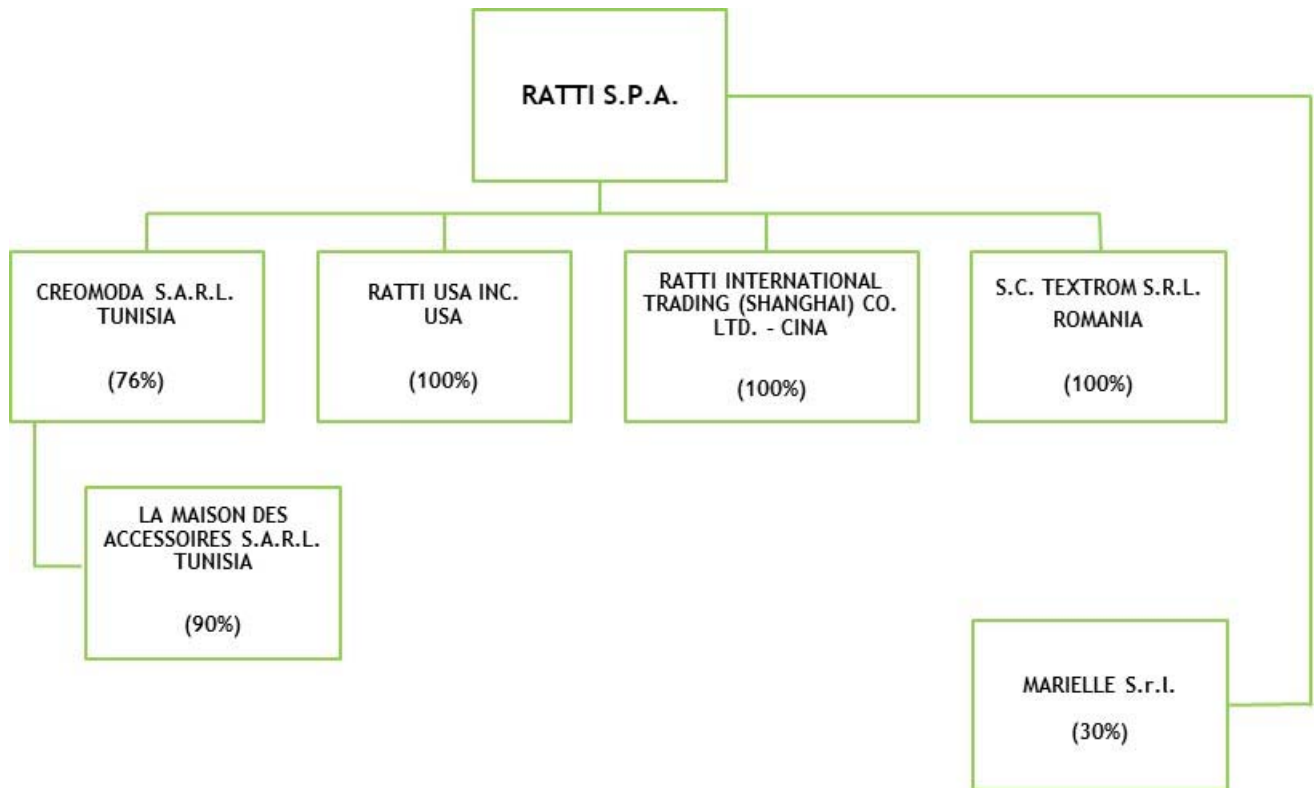 RATTI S.P.A.
CREOMODA S.A.R.L.
TUNISIA
(76%)
RATTI USA INC.
USA
(100%)
RATTI INTERNATIONAL
TRADING (SHANGHAI) CO.
LTD. - CINA
(100%)
S.C. TEXTROM S.R.L.
ROMANIA
(100%)
LA MAISON DES
ACCESSOIRES S.A.R.L.
TUNISIA
(90%)
MARIELLE S.r.l.
(30%)